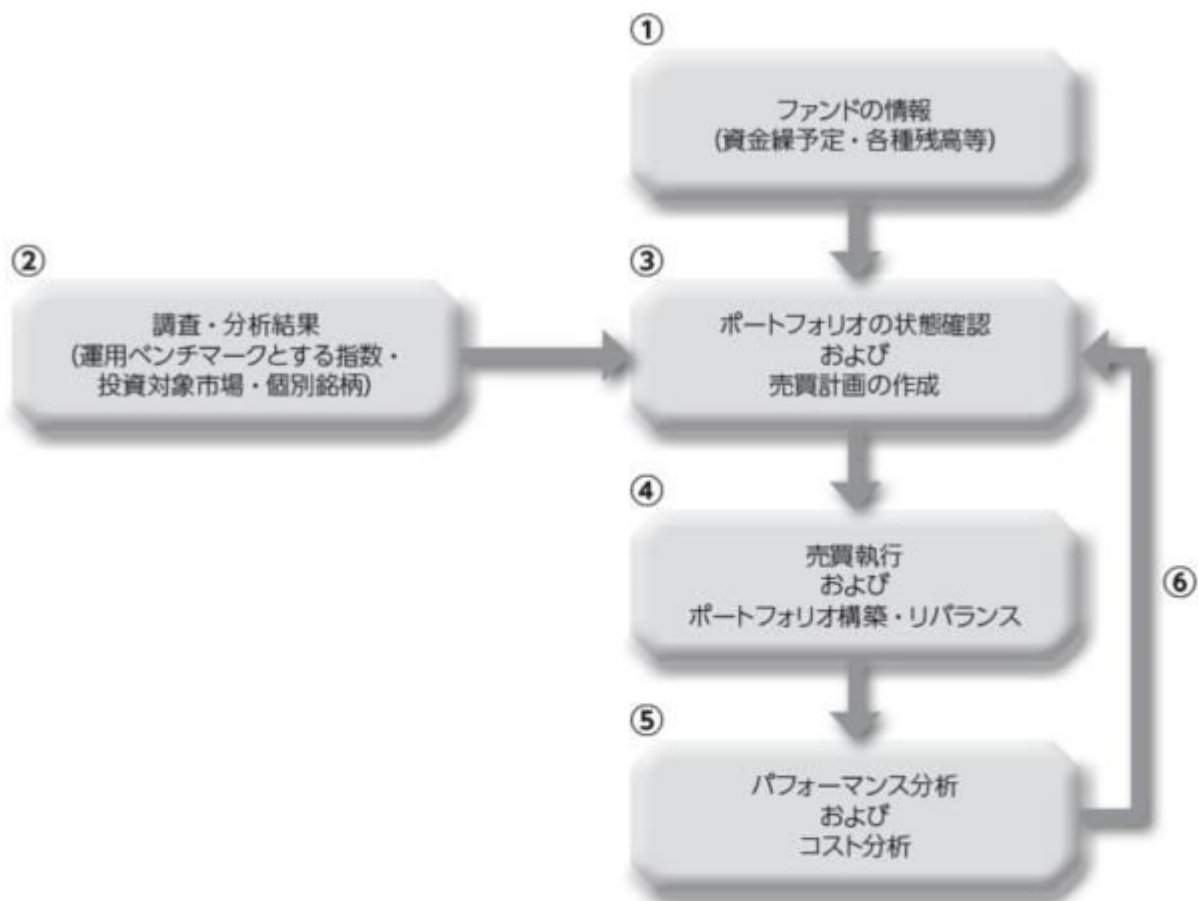 ①
ファンドの情報
(資金繰予定・各種残高等)
②
調査・分析結果
(運用ベンチマークとする指数・
投資対象市場・個別銘柄)
③
ポートフォリオの状態確認
および
売買計画の作成
④
売買執行
および
ポートフォリオ構築・リバランス
⑤
パフォーマンス分析
および
コスト分析
⑥